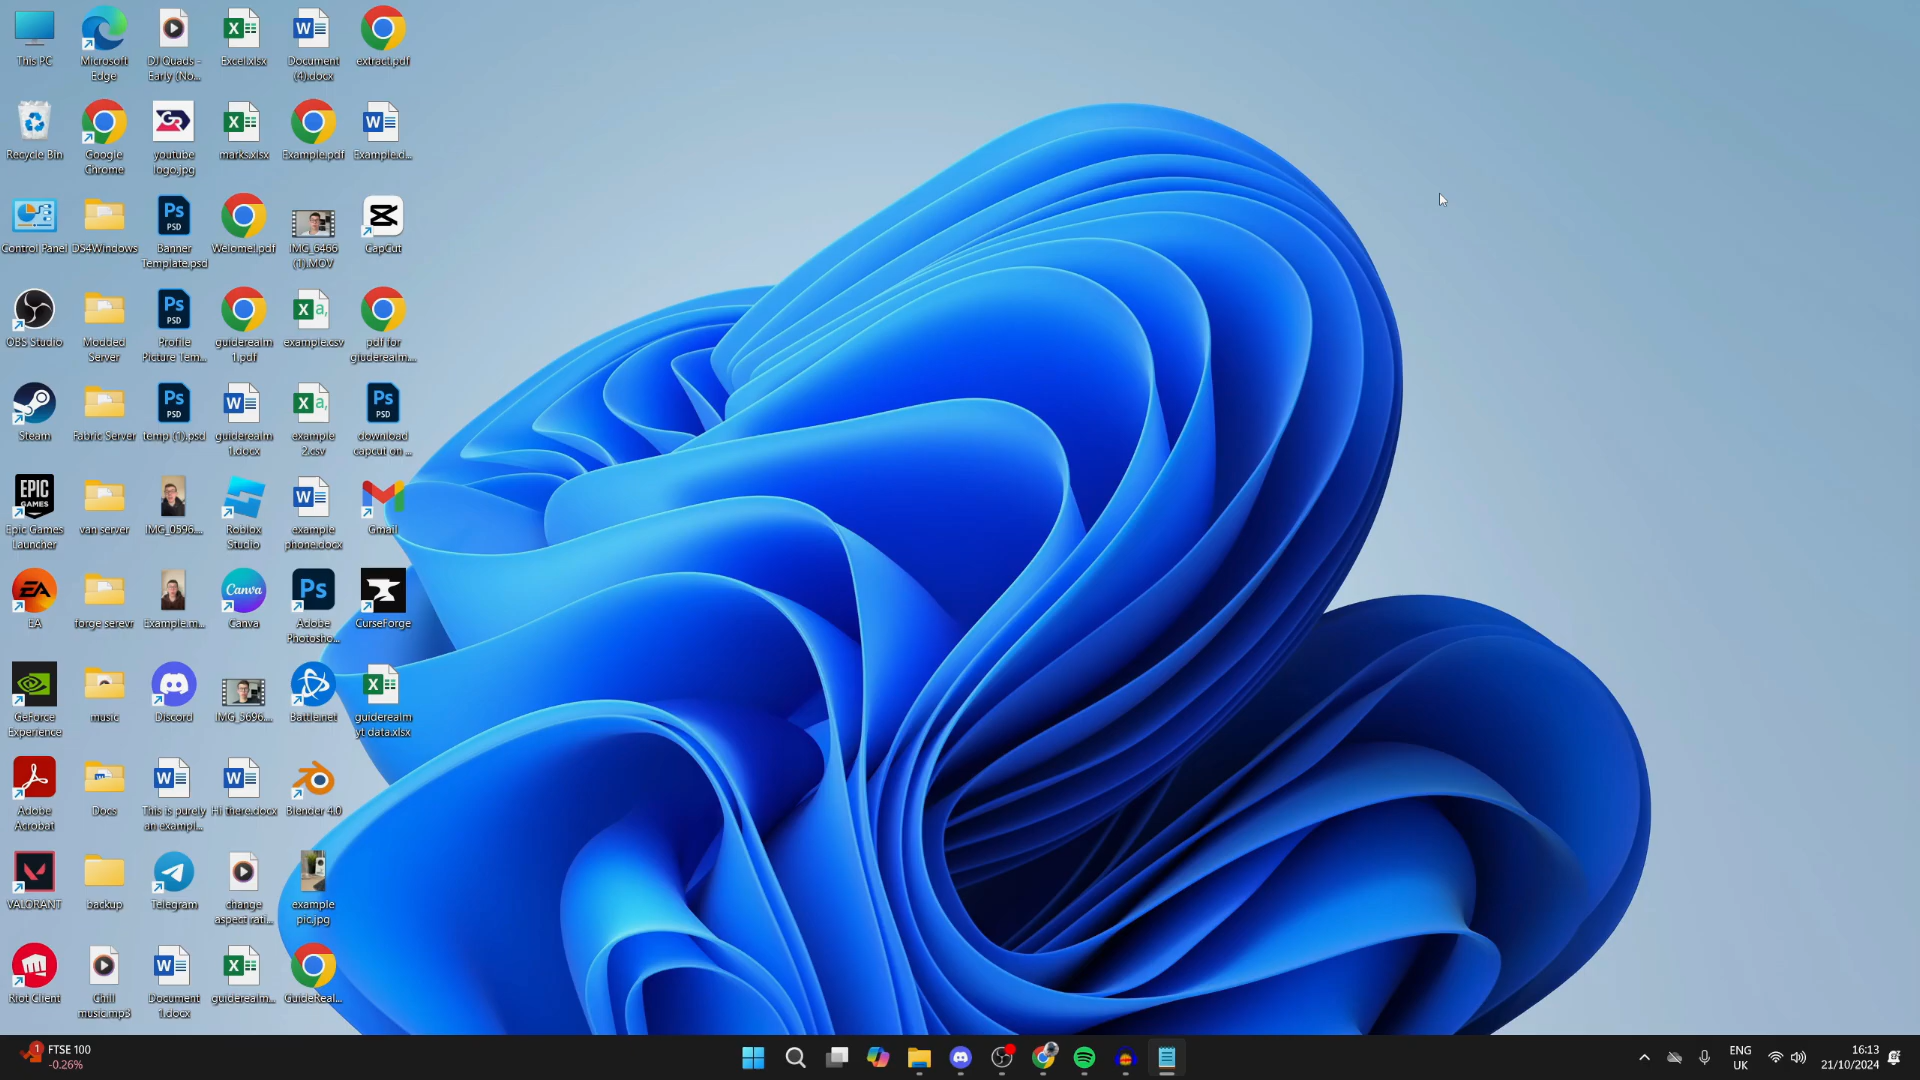 This PC
Microsoft
Edge
DJ Quads -
Early (No...
Excel.xlsx
Document
(4).docx
extract.pdf
Recycle Bin
Google
Chrome
youtube
logo.jpg
marks.xlsx
Example.pdf
Example.d...
Control Panel
DS4Windows
Banner
Template.psd
Welome!.pdf
IMG_6466
(1).MOV
CapCut
OBS Studio
Modded
Server
Profile
Picture Tem...
guiderealm
1.pdf
example.csv
pdf for
giuderealm...
Steam
Fabric Server
temp (1).psd
guiderealm
1.docx
example
2.csv
download
capcut on ...
Epic Games
Launcher
van server
IMG_0596...
Roblox
Studio
example
phone.docx
Gmail
EA
forge serevr
Example.m...
Canva
Adobe
Photosho...
CurseForge
GeForce
Experience
music
Discord
IMG_3696...
Battle.net
guiderealm
yt data.xlsx
Adobe
Acrobat
Docs
This is purely
an exampl...
Hi there.docx
Blender 4.0
VALORANT
backup
Telegram
change
aspect rati...
example
pic.jpg
Riot Client
Chill
music.mp3
Document
1.docx
guiderealm...
GuideReal...
1
FTSE 100
-0.26%
ENG
UK
16:13
21/10/2024